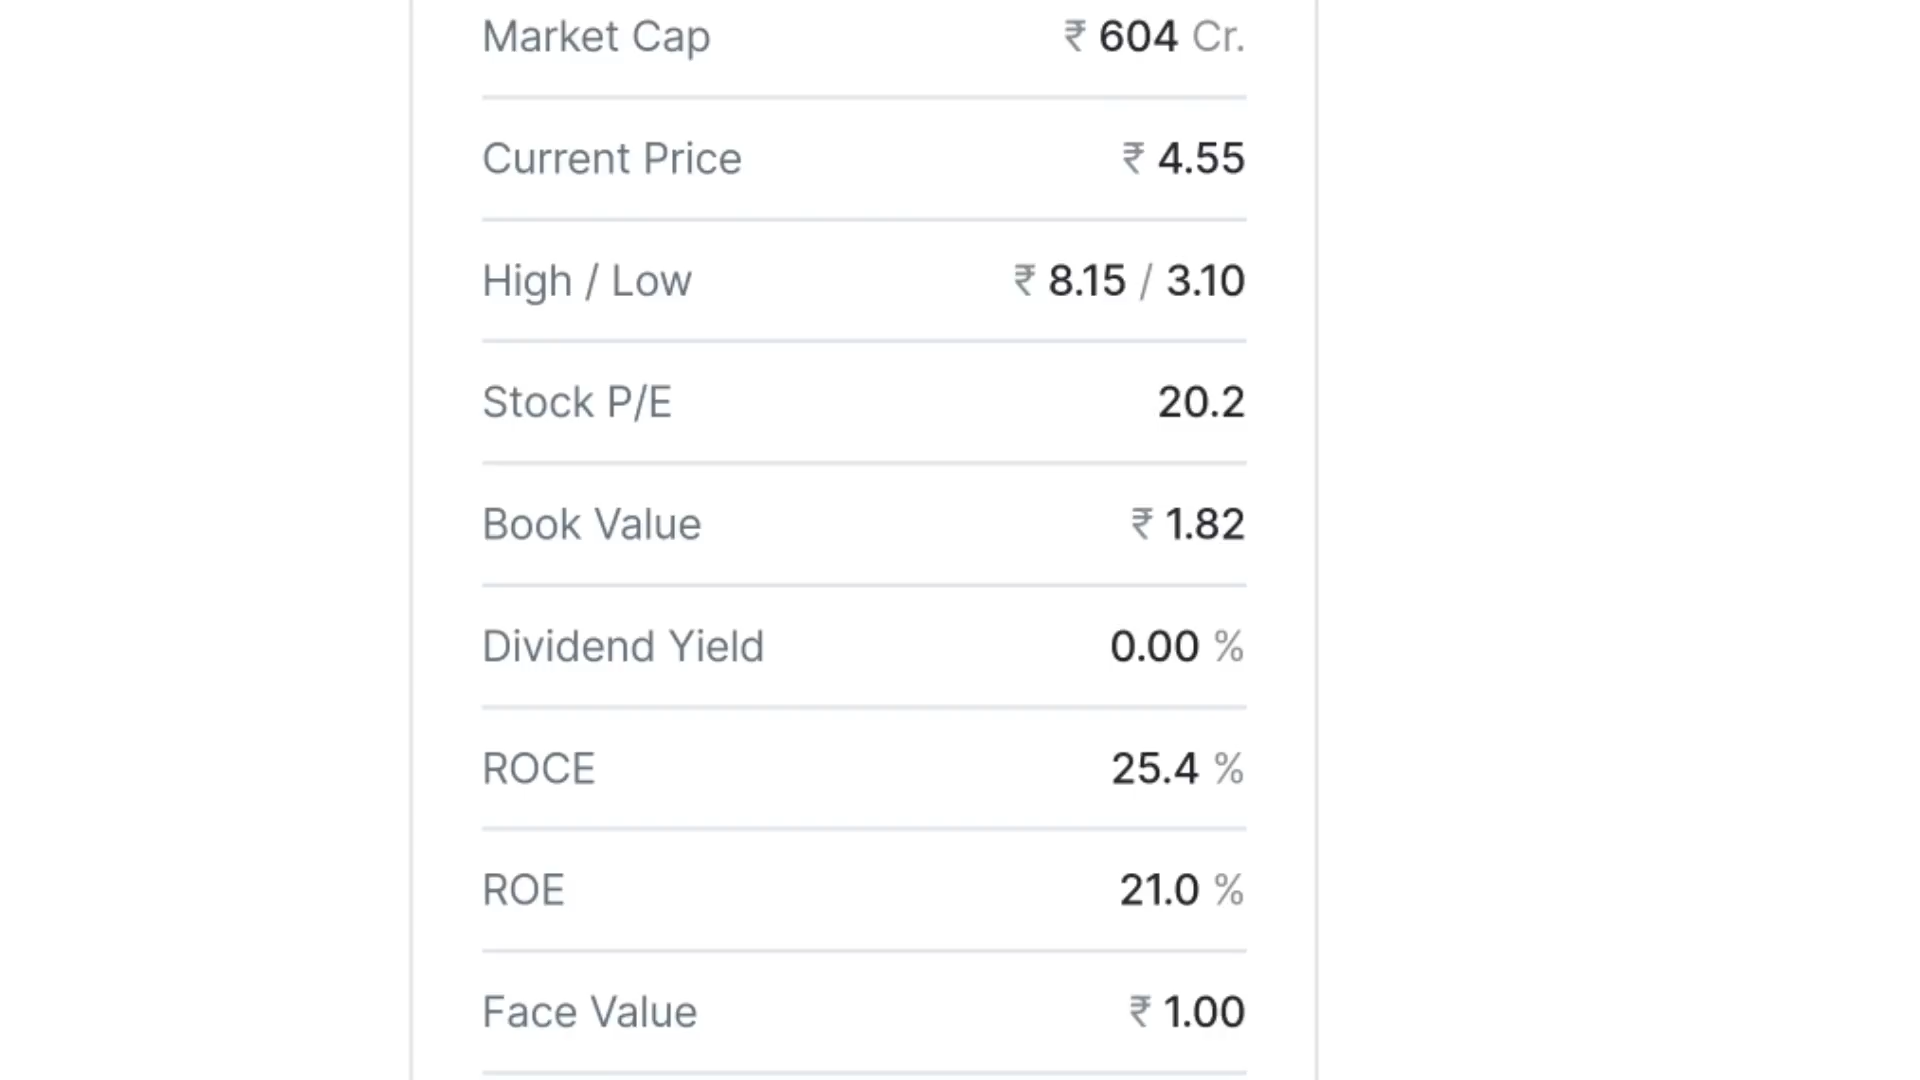 Market Cap ₹ 604 Cr.
Current Price ₹ 4.55
High / Low ₹ 8.15 / 3.10
Stock P/E 20.2
Book Value ₹ 1.82
Dividend Yield 0.00 %
ROCE 25.4 %
ROE 21.0 %
Face Value ₹ 1.00